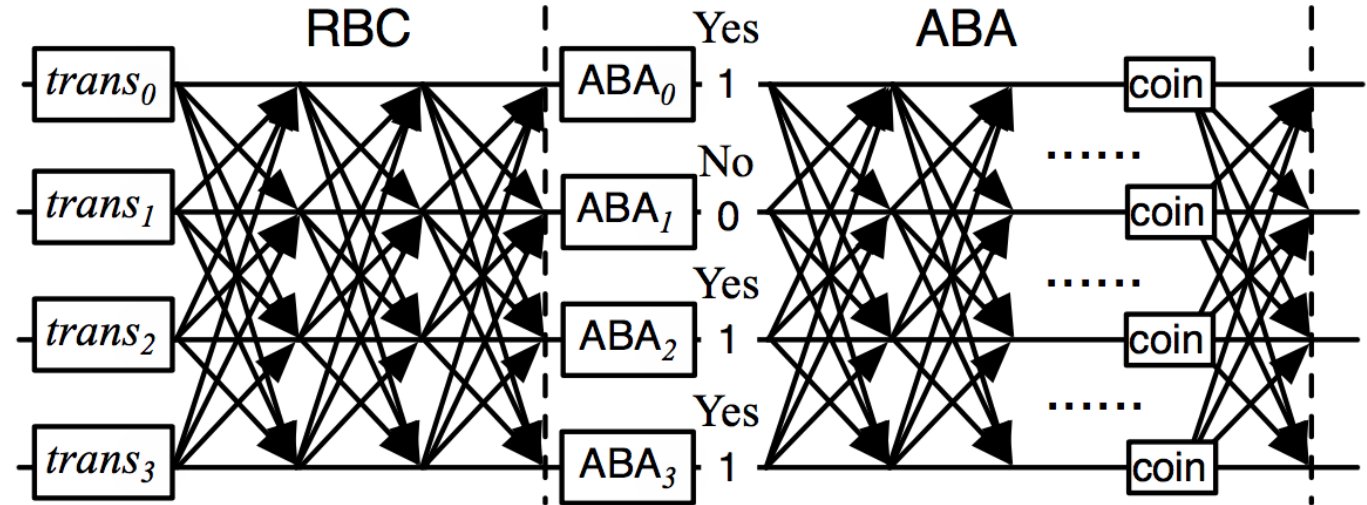 RBC Yes ABA
trans0 ABA0 1 coin
...... 
No
trans1 ABA1 0 coin
......
Yes
trans2 ABA2 1 coin
......
Yes
trans3 ABA3 1 coin